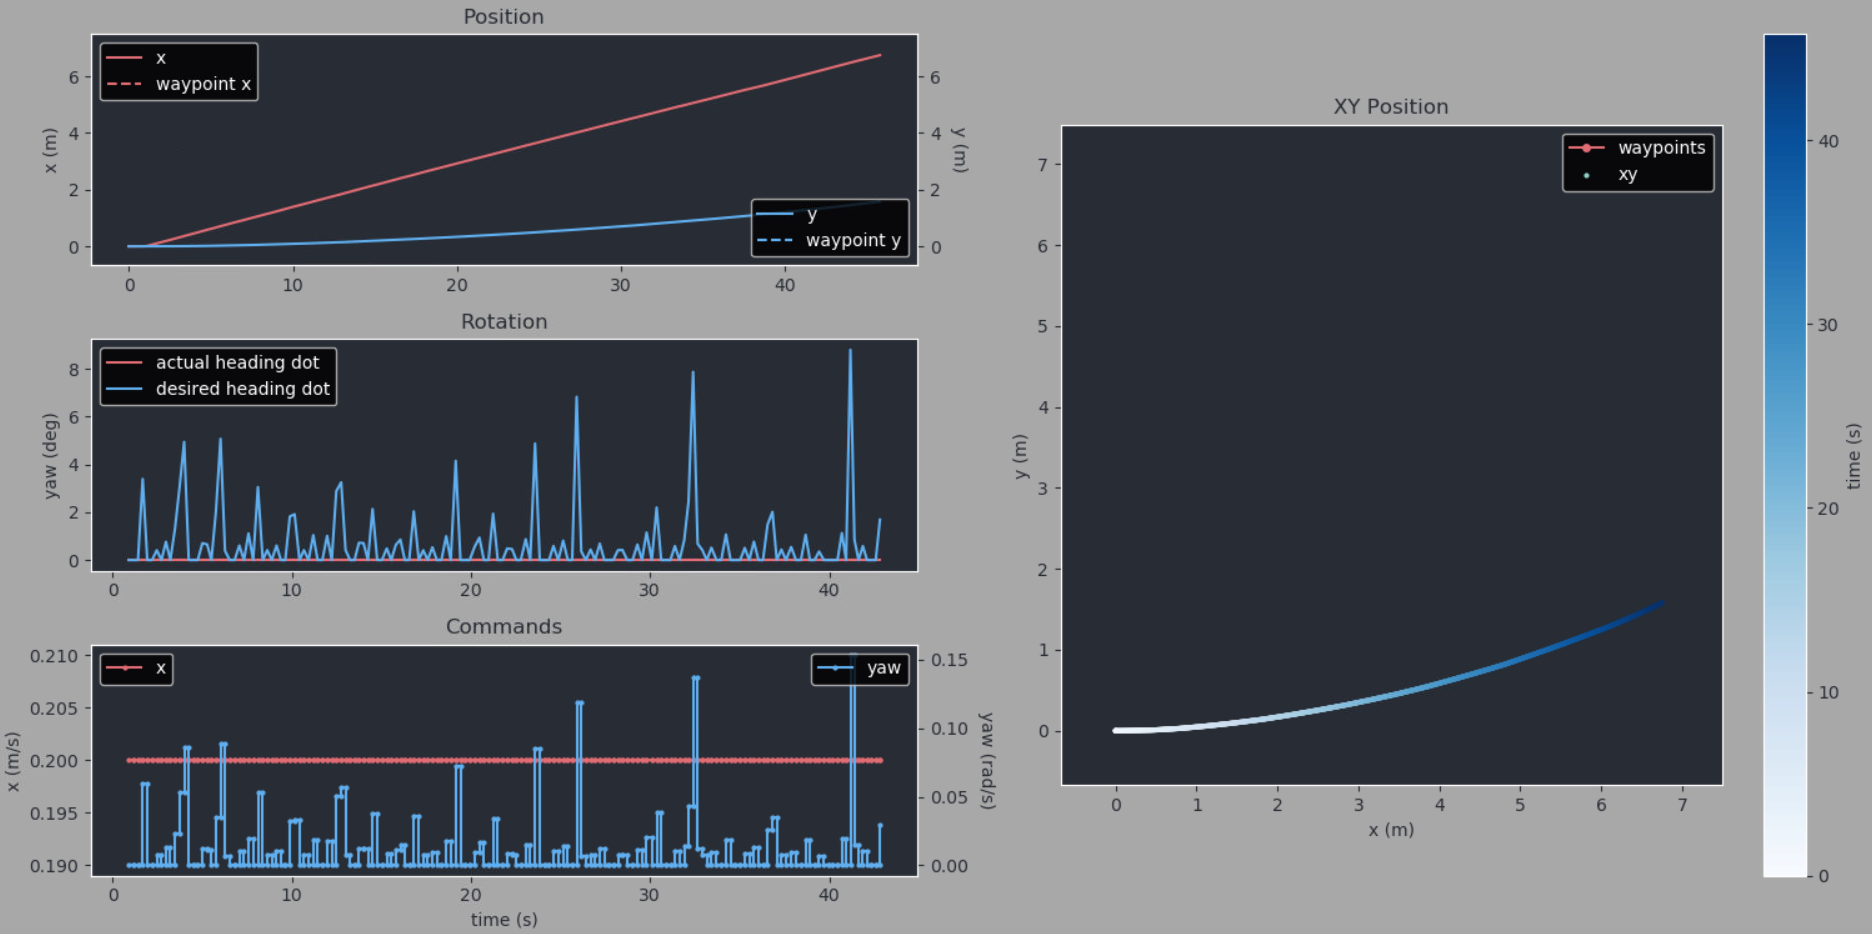 Position
x
waypoint x
y
waypoint y
x (m)
y (m)
6
4
2
0
6
4
2
0
0 10 20 30 40
Rotation
actual heading dot
desired heading dot
yaw (deg)
8
6
4
2
0
0 10 20 30 40
Commands
x
yaw
x (m/s)
yaw (rad/s)
0.210
0.205
0.200
0.195
0.190
0.15
0.10
0.05
0.00
0 10 20 30 40
time (s)
XY Position
waypoints
xy
y (m)
7
6
5
4
3
2
1
0
0 1 2 3 4 5 6 7
x (m)
40
30
20
10
0
time (s)